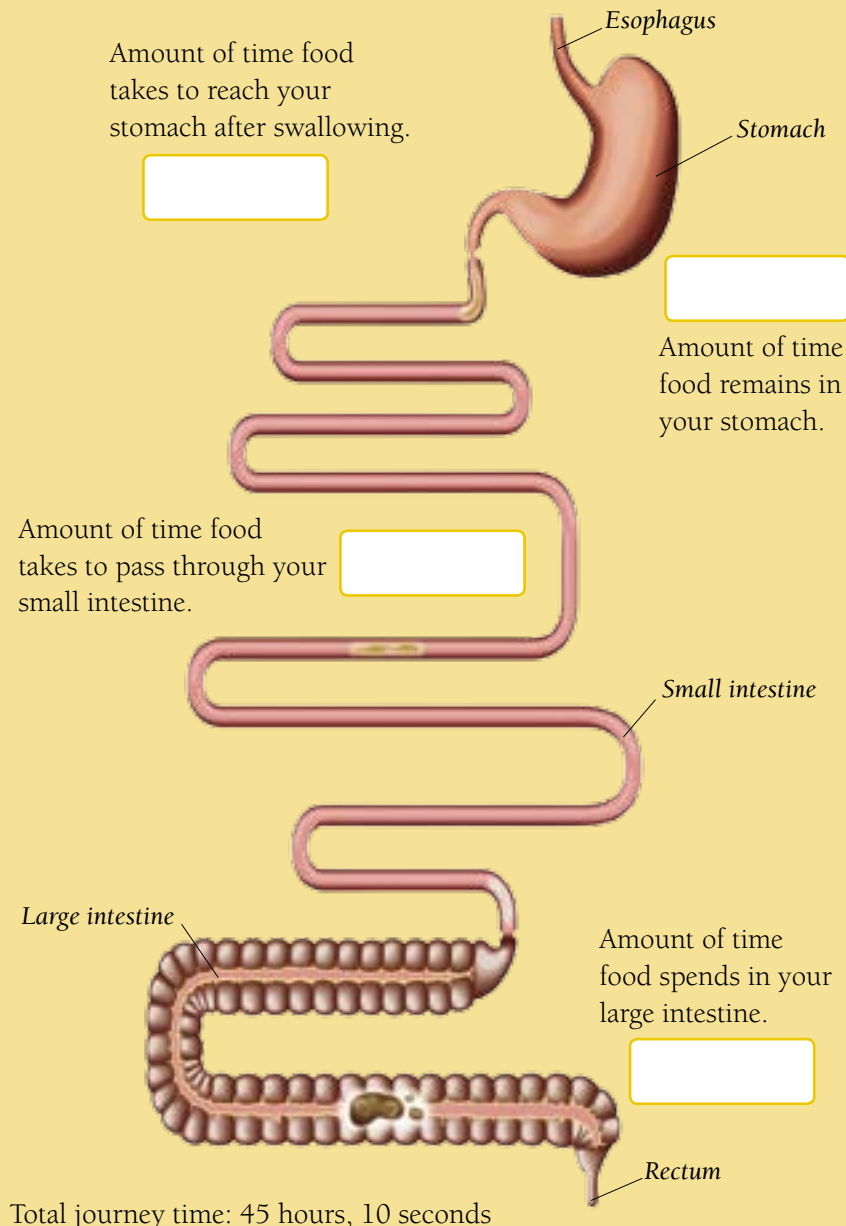 Esophagus
Amount of time food
takes to reach your
stomach after swallowing.
Stomach
Amount of time
food remains in
your stomach.
Amount of time food
takes to pass through your
small intestine.
Small intestine
Large intestine
Amount of time
food spends in your
large intestine.
Rectum
Total journey time: 45 hours, 10 seconds